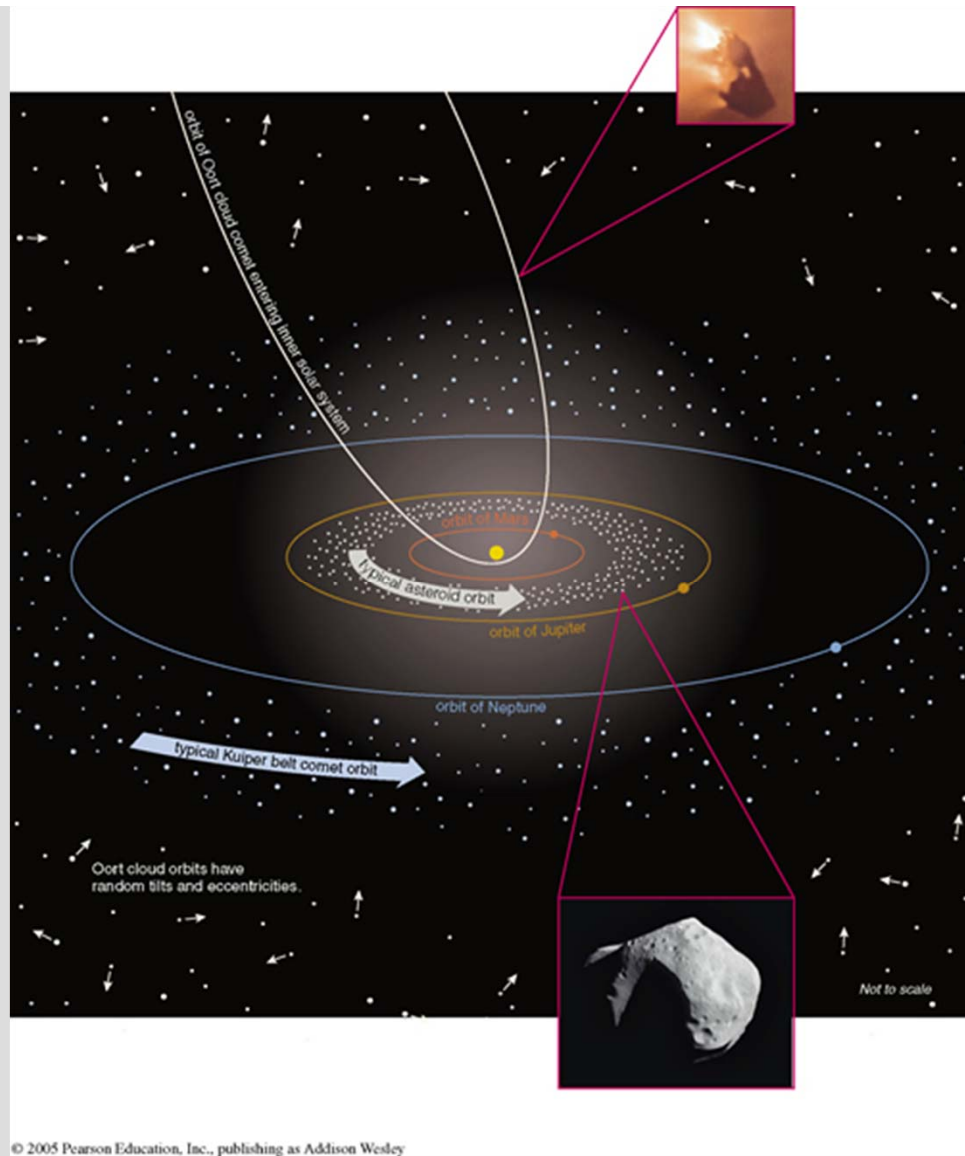 orbit of Oort cloud comet entering inner solar system
orbit of Mars
typical asteroid orbit
orbit of Jupiter
orbit of Neptune
typical Kuiper belt comet orbit
Oort cloud orbits have
random tilts and eccentricities.
Not to scale
© 2005 Pearson Education, Inc., publishing as Addison Wesley